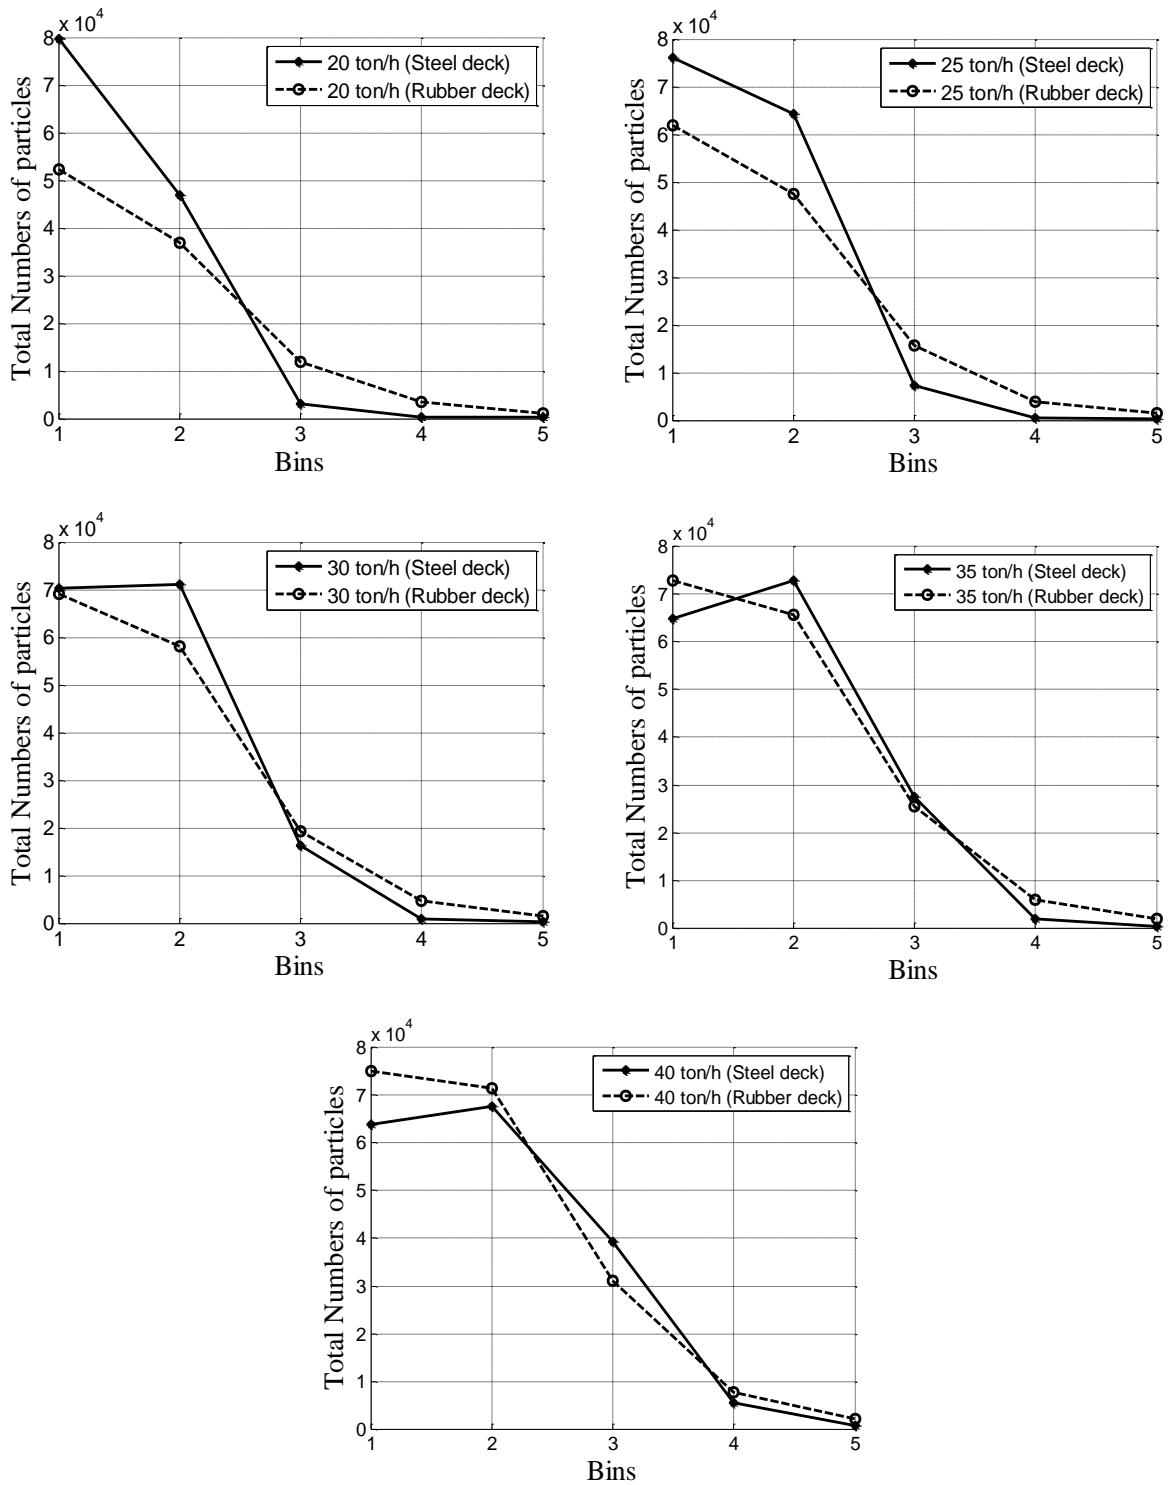 x 10^4
8
7
6
5
4
3
2
1
0
Total Numbers of particles
20 ton/h (Steel deck)
20 ton/h (Rubber deck)
1 2 3 4 5
Bins
x 10^4
8
7
6
5
4
3
2
1
0
Total Numbers of particles
25 ton/h (Steel deck)
25 ton/h (Rubber deck)
1 2 3 4 5
Bins
x 10^4
8
7
6
5
4
3
2
1
0
Total Numbers of particles
30 ton/h (Steel deck)
30 ton/h (Rubber deck)
1 2 3 4 5
Bins
x 10^4
8
7
6
5
4
3
2
1
0
Total Numbers of particles
35 ton/h (Steel deck)
35 ton/h (Rubber deck)
1 2 3 4 5
Bins
x 10^4
8
7
6
5
4
3
2
1
0
Total Numbers of particles
40 ton/h (Steel deck)
40 ton/h (Rubber deck)
1 2 3 4 5
Bins